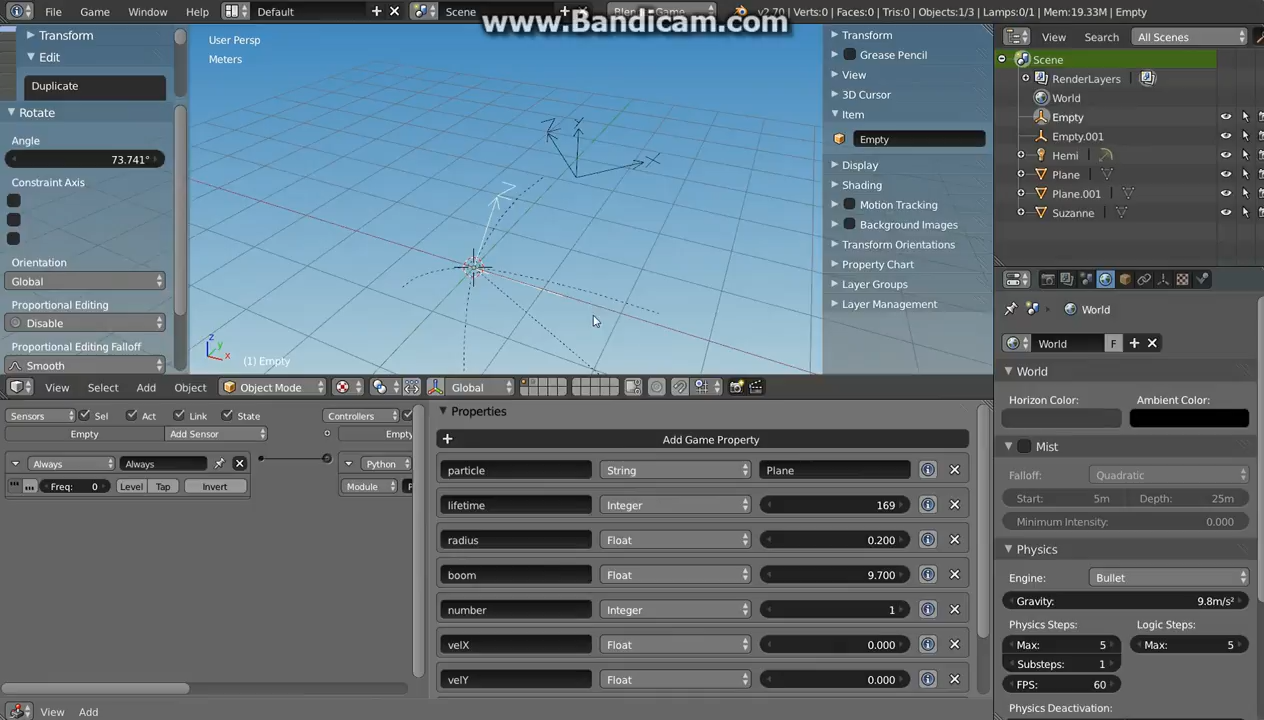 File Game Window Help Default Scene Blen Game v2.70 Verts:0 Faces:0 Tris:0 Objects:1/3 Lamps:0/1 Mem:19.33M Empty
www.Bandicam.com
Transform
Edit
Duplicate
Rotate
Angle
73.741°
Constraint Axis
Orientation
Global
Proportional Editing
Disable
Proportional Editing Falloff
Smooth
User Persp
Meters
Z
Y
X
z
y
x
(1) Empty
Transform
Grease Pencil
View
3D Cursor
Item
Empty
Display
Shading
Motion Tracking
Background Images
Transform Orientations
Property Chart
Layer Groups
Layer Management
View Search All Scenes
Scene
RenderLayers
World
Empty
Empty.001
Hemi
Plane
Plane.001
Suzanne
World
World F
World
Horizon Color: Ambient Color:
Mist
Falloff: Quadratic
Start: 5m Depth: 25m
Minimum Intensity: 0.000
Physics
Engine: Bullet
Gravity: 9.8m/s²
Physics Steps: Logic Steps:
Max: 5 Max: 5
Substeps: 1
FPS: 60
Physics Deactivation:
View Select Add Object Object Mode Global
Sensors Sel Act Link State Controllers
Empty Add Sensor Empty
Always Always Python
Freq: 0 Level Tap Invert Module
Properties
Add Game Property
particle String Plane
lifetime Integer 169
radius Float 0.200
boom Float 9.700
number Integer 1
velX Float 0.000
velY Float 0.000
View Add